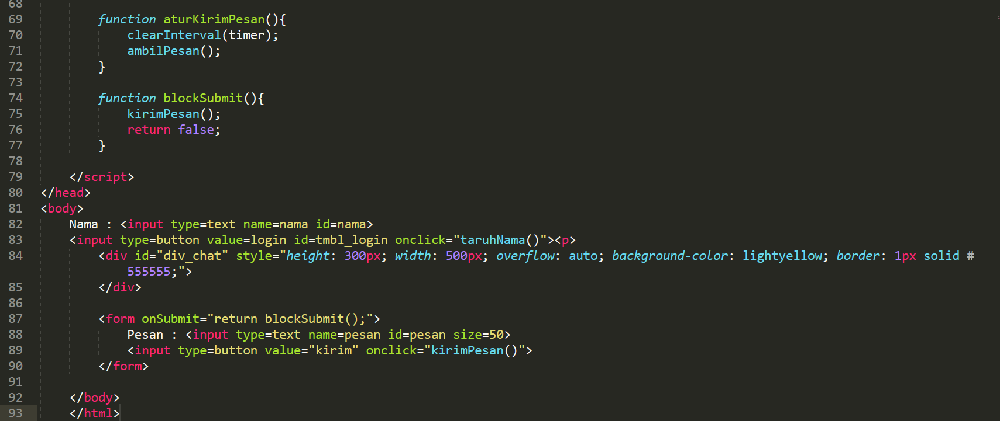 68
69 function aturKirimPesan(){
70 clearInterval(timer);
71 ambilPesan();
72 }
73
74 function blockSubmit(){
75 kirimPesan();
76 return false;
77 }
78
79 </script>
80 </head>
81 <body>
82 Nama : <input type=text name=nama id=nama>
83 <input type=button value=login id=tmbl_login onclick="taruhNama()"><p>
84 <div id="div_chat" style="height: 300px; width: 500px; overflow: auto; background-color: lightyellow; border: 1px solid #
555555;">
85 </div>
86
87 <form onSubmit="return blockSubmit();">
88 Pesan : <input type=text name=pesan id=pesan size=50>
89 <input type=button value="kirim" onclick="kirimPesan()">
90 </form>
91
92 </body>
93 </html>